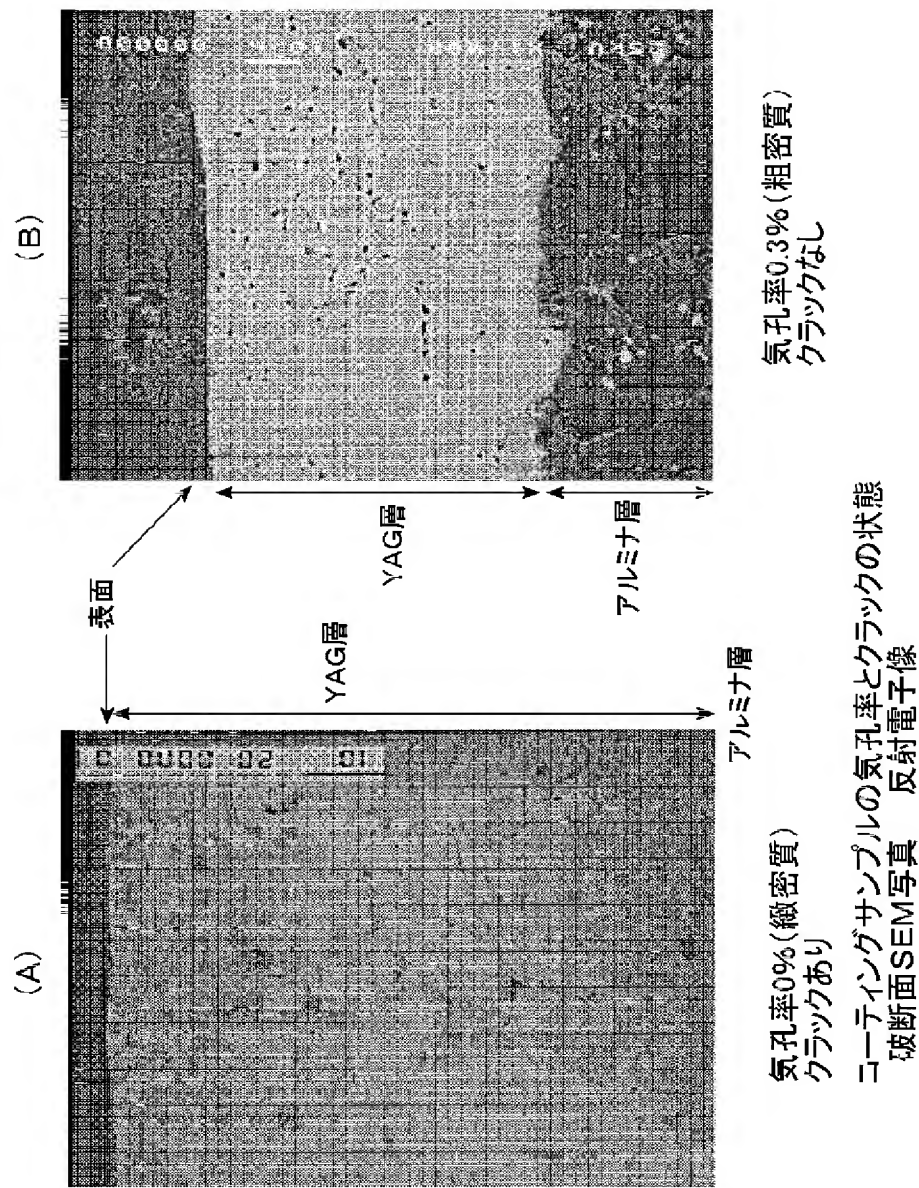 (A)
(B)
表面
YAG層
アルミナ層
YAG層
アルミナ層
気孔率0%(緻密質)
クラックあり
気孔率0.3%(粗密質)
クラックなし
コーティングサンプルの気孔率とクラックの状態
破断面SEM写真 反射電子像